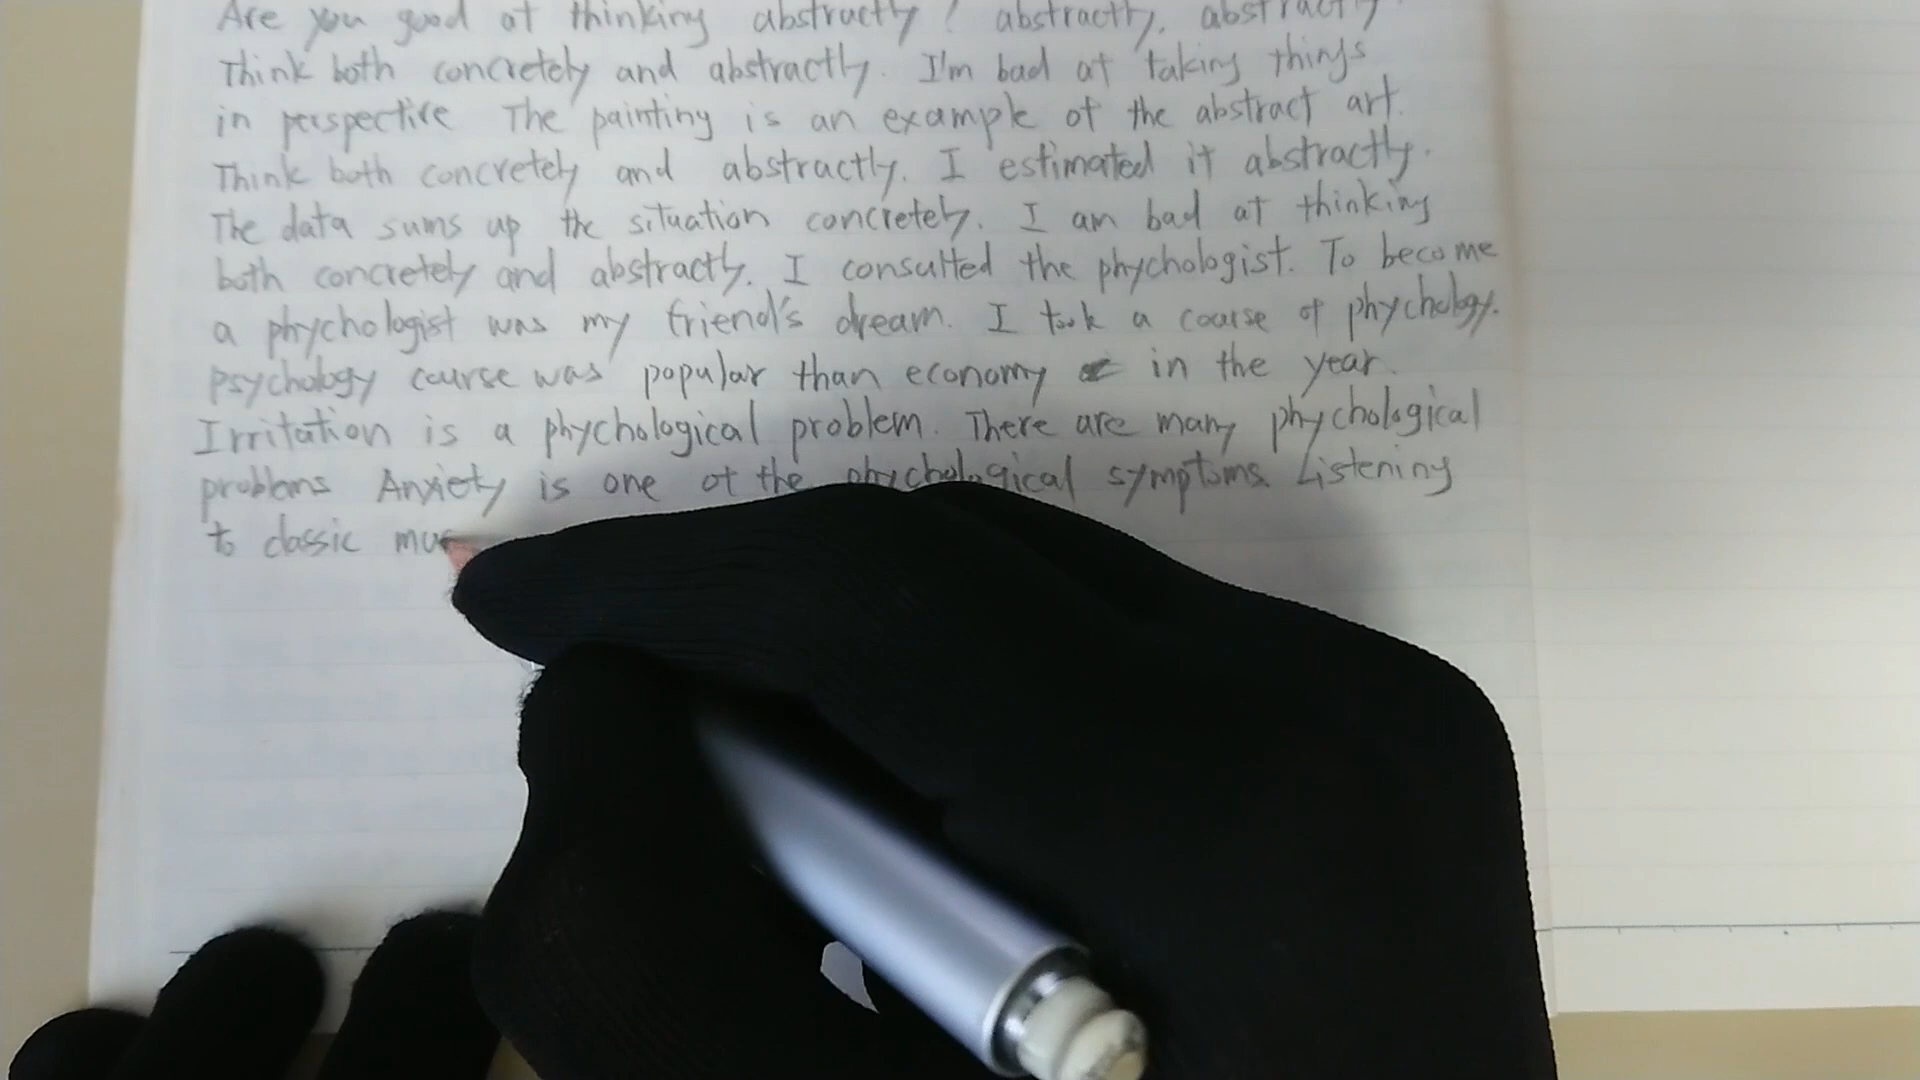 Are you good at thinking abstractly? abstractly, abstractly
Think both concretely and abstractly. I'm bad at taking things
in perspective The painting is an example of the abstract art.
Think both concretely and abstractly. I estimated it abstractly.
The data sums up the situation concretely. I am bad at thinking
both concretely and abstractly. I consulted the phychologist. To become
a phychologist was my friend's dream. I took a course of phychology.
psychology course was popular than economy in the year.
Irritation is a phychological problem. There are many phychological
problems Anxiety is one of the phychological symptoms. Listening
to classic mus